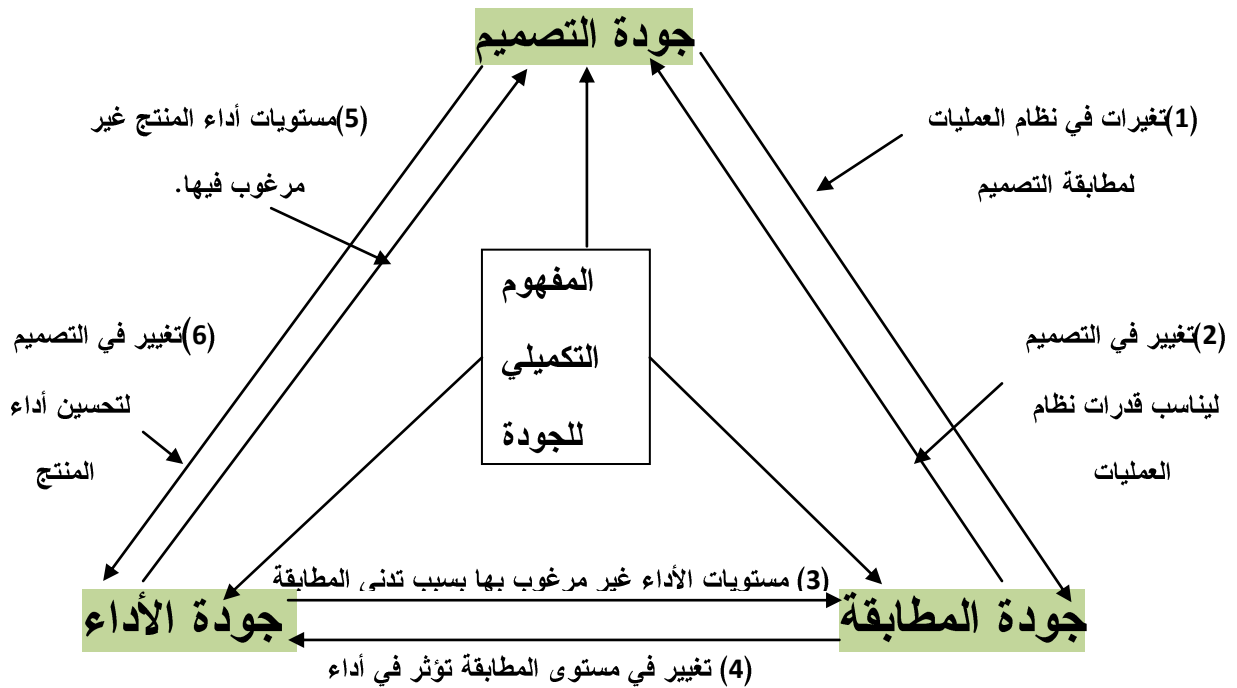 جودة التصميم
(1)تغيرات في نظام العمليات
لمطابقة التصميم
(5)مستويات أداء المنتج غير
مرغوب فيها.
المفهوم
التكميلي
للجودة
(2)تغيير في التصميم
ليناسب قدرات نظام
العمليات
(6)تغيير في التصميم
لتحسين أداء
المنتج
(3) مستويات الأداء غير مرغوب بها بسبب تدني المطابقة
جودة المطابقة
جودة الأداء
(4) تغيير في مستوى المطابقة تؤثر في أداء